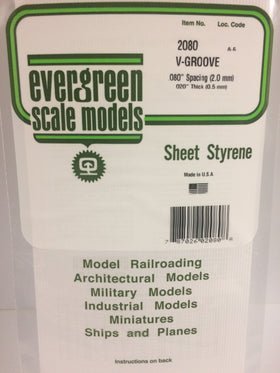 Item No. Loc. Code
2080 A-6
V-GROOVE
.080" Spacing (2.0 mm)
.020" Thick (0.5 mm)
evergreen
scale models
Sheet Styrene
Made in U.S.A
Model Railroading
Architectural Models
Military Models
Industrial Models
Miniatures
Ships and Planes
Instructions on back